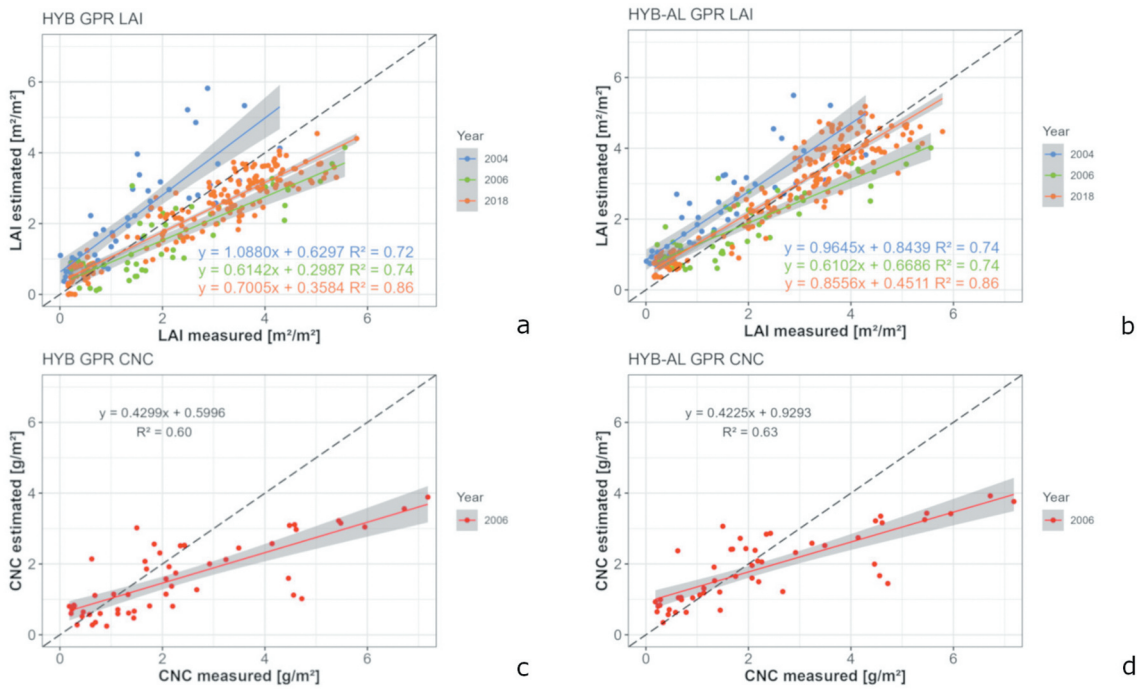 HYB GPR LAI
LAI estimated [m²/m²]
6
4
2
0
y = 1.0880x + 0.6297 R² = 0.72
y = 0.6142x + 0.2987 R² = 0.74
y = 0.7005x + 0.3584 R² = 0.86
0 2 4 6
LAI measured [m²/m²]
Year
2004
2006
2018
a
HYB-AL GPR LAI
LAI estimated [m²/m²]
6
4
2
0
y = 0.9645x + 0.8439 R² = 0.74
y = 0.6102x + 0.6686 R² = 0.74
y = 0.8556x + 0.4511 R² = 0.86
0 2 4 6
LAI measured [m²/m²]
Year
2004
2006
2018
b
HYB GPR CNC
CNC estimated [g/m²]
6
4
2
0
y = 0.4299x + 0.5996
R² = 0.60
0 2 4 6
CNC measured [g/m²]
Year
2006
c
HYB-AL GPR CNC
CNC estimated [g/m²]
6
4
2
0
y = 0.4225x + 0.9293
R² = 0.63
0 2 4 6
CNC measured [g/m²]
Year
2006
d